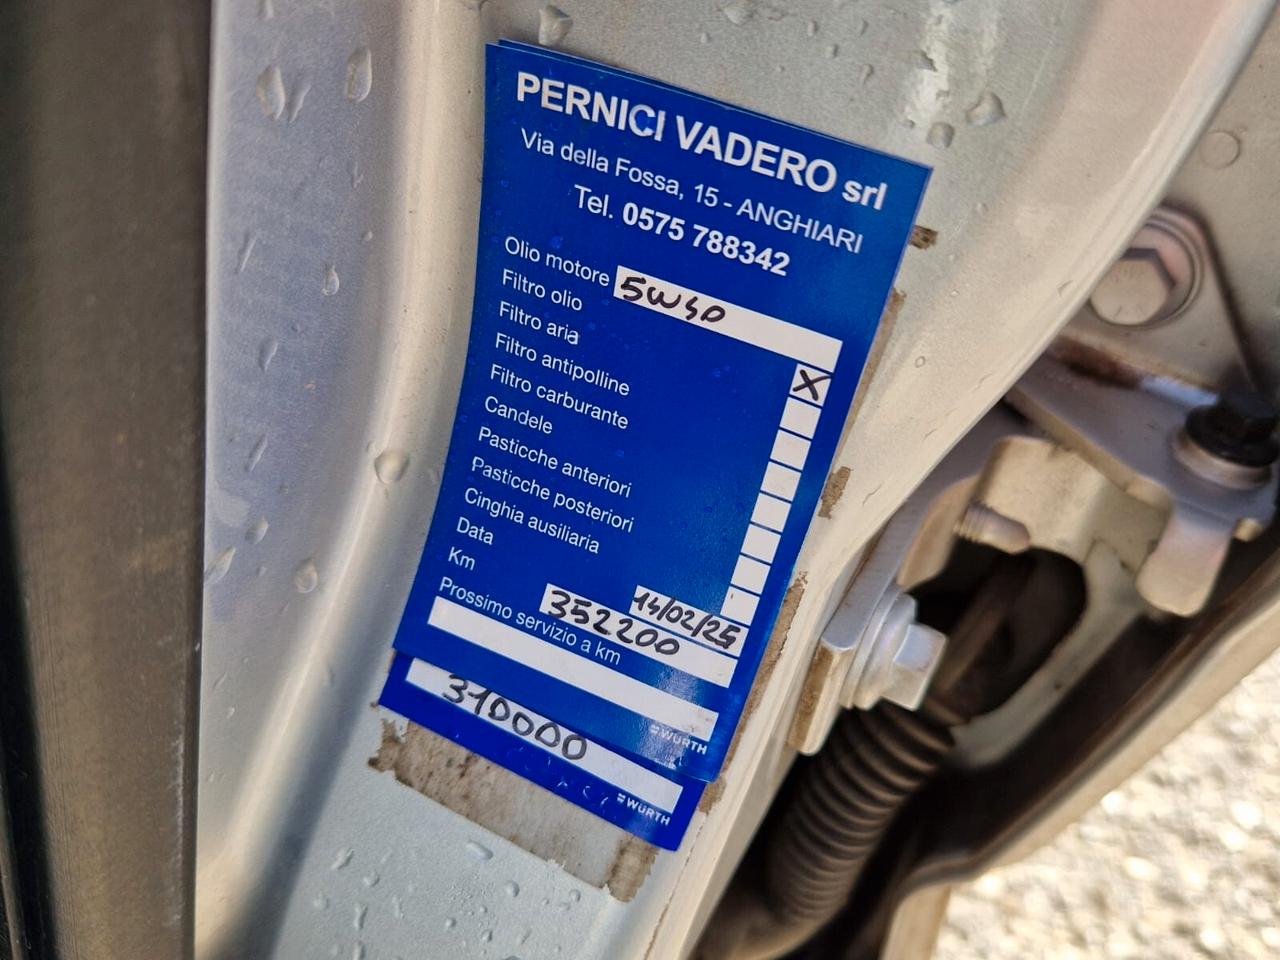 PERNICI VADERO srl
Via della Fossa, 15 - ANGHIARI
Tel. 0575 788342
Olio motore 5W40
Filtro olio X
Filtro aria
Filtro antipolline
Filtro carburante
Candele
Pasticche anteriori
Pasticche posteriori
Cinghia ausiliaria
Data 14/02/25
Km 352200
Prossimo servizio a km
WÜRTH
310000
WÜRTH